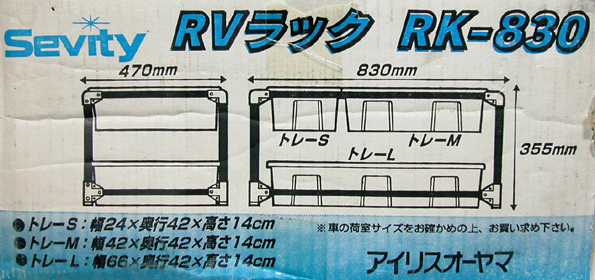 Sevity RVラック RK-830
470mm 830mm
トレーS トレーM
トレーL
355mm
●トレーS:幅24×奥行42×高さ14cm
●トレーM:幅42×奥行42×高さ14cm
●トレーL:幅66×奥行42×高さ14cm
※車の荷室サイズをお確かめの上、お買い求め下さい。
アイリスオーヤマ